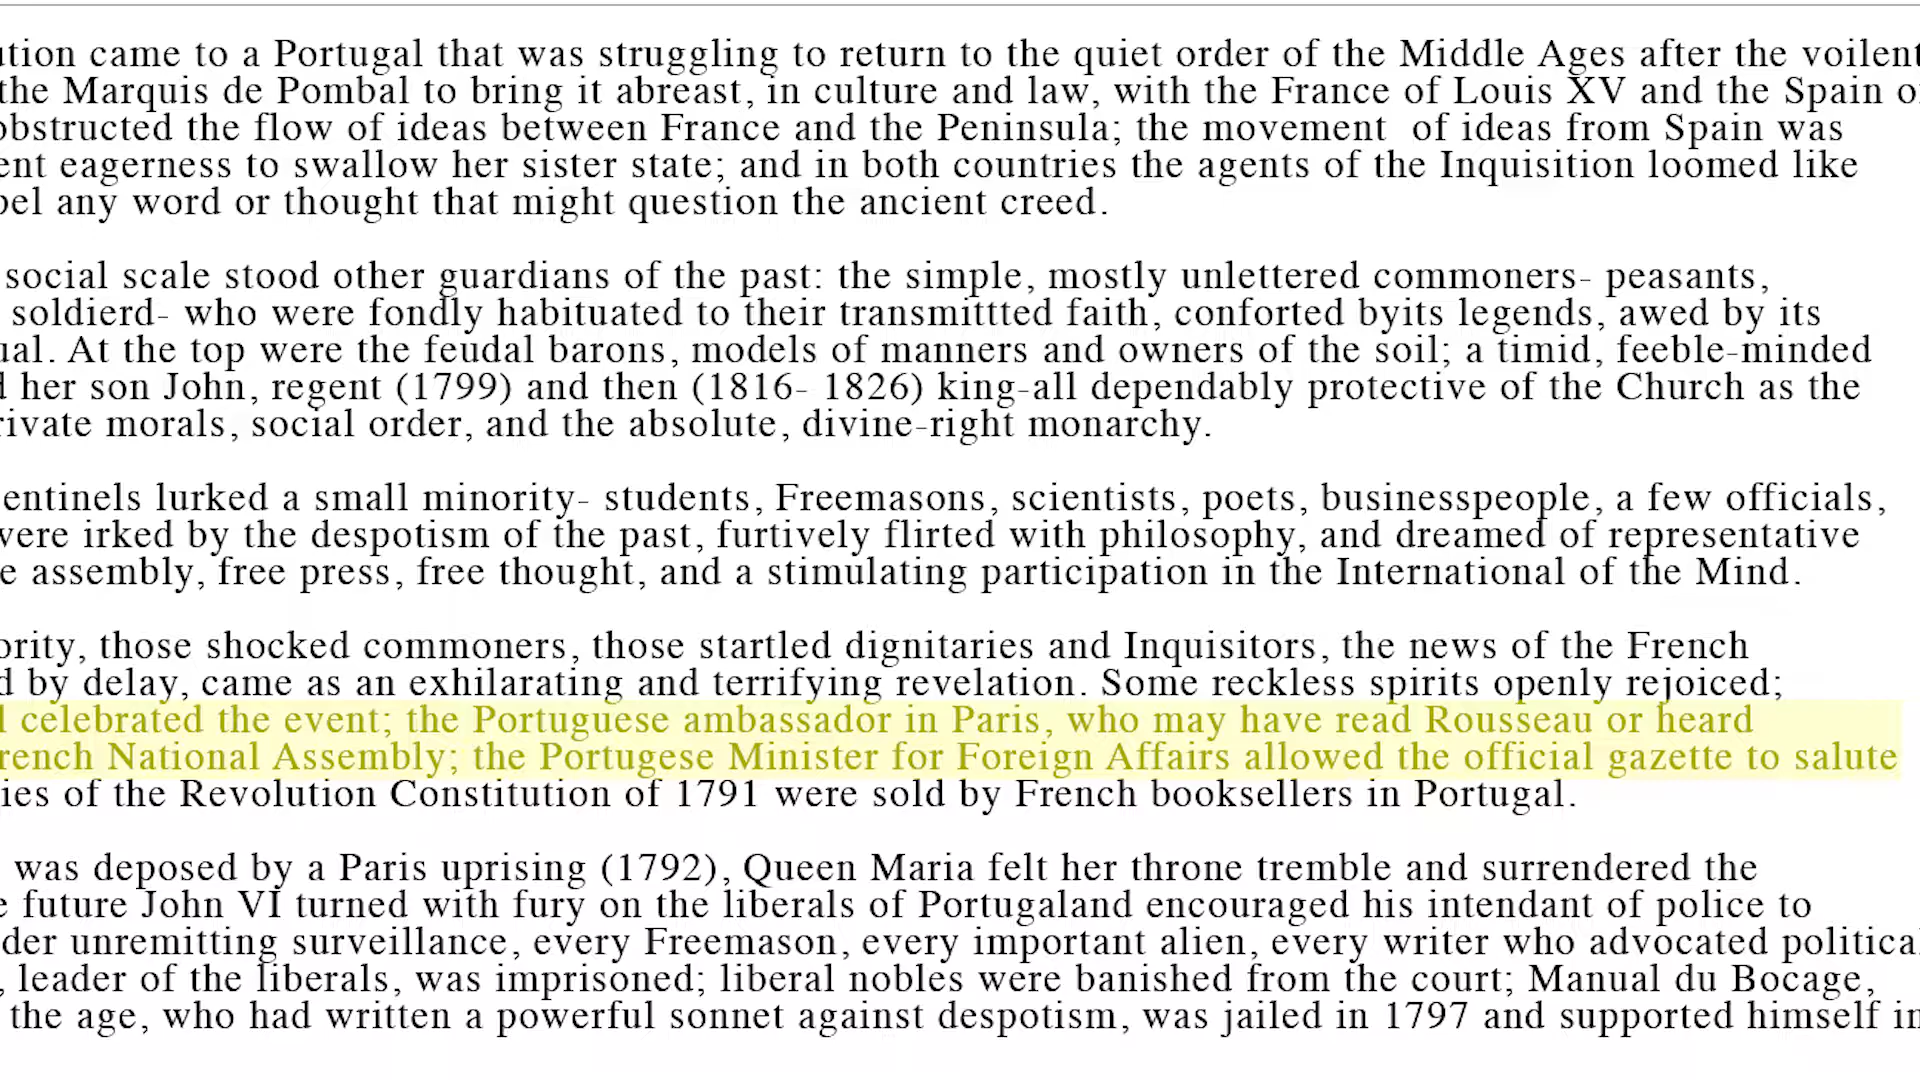 came to a Portugal that was struggling to return to the quiet order of the Middle Ages after the voilent
the Marquis de Pombal to bring it abreast, in culture and law, with the France of Louis XV and the Spain
obstructed the flow of ideas between France and the Peninsula; the movement of ideas from Spain was
eagerness to swallow her sister state; and in both countries the agents of the Inquisition loomed like
any word or thought that might question the ancient creed.
social scale stood other guardians of the past: the simple, mostly unlettered commoners- peasants,
soldierd- who were fondly habituated to their transmittted faith, conforted byits legends, awed by its
At the top were the feudal barons, models of manners and owners of the soil; a timid, feeble-minded
her son John, regent (1799) and then (1816- 1826) king-all dependably protective of the Church as the
morals, social order, and the absolute, divine-right monarchy.
lurked a small minority- students, Freemasons, scientists, poets, businesspeople, a few officials,
were irked by the despotism of the past, furtively flirted with philosophy, and dreamed of representative
assembly, free press, free thought, and a stimulating participation in the International of the Mind.
those shocked commoners, those startled dignitaries and Inquisitors, the news of the French
by delay, came as an exhilarating and terrifying revelation. Some reckless spirits openly rejoiced;
celebrated the event; the Portuguese ambassador in Paris, who may have read Rousseau or heard
National Assembly; the Portugese Minister for Foreign Affairs allowed the official gazette to salute
of the Revolution Constitution of 1791 were sold by French booksellers in Portugal.
was deposed by a Paris uprising (1792), Queen Maria felt her throne tremble and surrendered the
future John VI turned with fury on the liberals of Portugaland encouraged his intendant of police to
unremitting surveillance, every Freemason, every important alien, every writer who advocated
leader of the liberals, was imprisoned; liberal nobles were banished from the court; Manual du Bocage,
the age, who had written a powerful sonnet against despotism, was jailed in 1797 and supported himself in